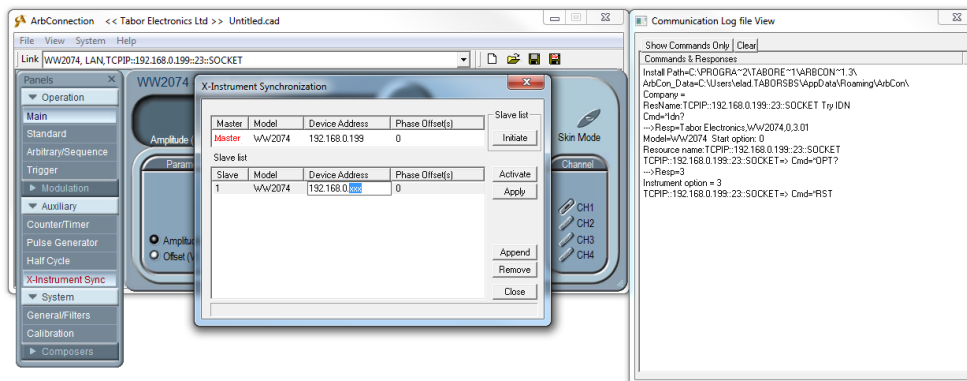 ArbConnection << Tabor Electronics Ltd >> Untitled.cad
File View System Help
Link WW2074, LAN,TCPIP::192.168.0.199::23::SOCKET
Panels
Operation
Main
Standard
Arbitrary/Sequence
Trigger
Modulation
Auxiliary
Counter/Timer
Pulse Generator
Half Cycle
X-Instrument Sync
System
General/Filters
Calibration
Composers
WW2074
Amplitude (
Param
Amplitud
Offset (V
Skin Mode
Channel
CH1
CH2
CH3
CH4
X-Instrument Synchronization
Master Model Device Address Phase Offset(s)
Master WW2074 192.168.0.199 0
Slave list
Slave Model Device Address Phase Offset(s)
1 WW2074 192.168.0.xxx 0
Slave list
Initiate
Activate
Apply
Append
Remove
Close
Communication Log file View
Show Commands Only Clear
Commands & Responses
Install Path=C:\PROGRA~2\TABORE~1\ARBCON~1.3\
ArbCon_Data=C:\Users\elad.TABORSBS\AppData\Roaming\ArbCon\
Company =
ResName:TCPIP::192.168.0.199::23::SOCKET Try IDN
Cmd=*Idn?
--->Resp=Tabor Electronics,WW2074,0,3.01
Model=WW2074 Start option: 0
Resource name:TCPIP::192.168.0.199::23::SOCKET
TCPIP::192.168.0.199::23::SOCKET=> Cmd=*OPT?
--->Resp=3
Instrument option = 3
TCPIP::192.168.0.199::23::SOCKET=> Cmd=*RST